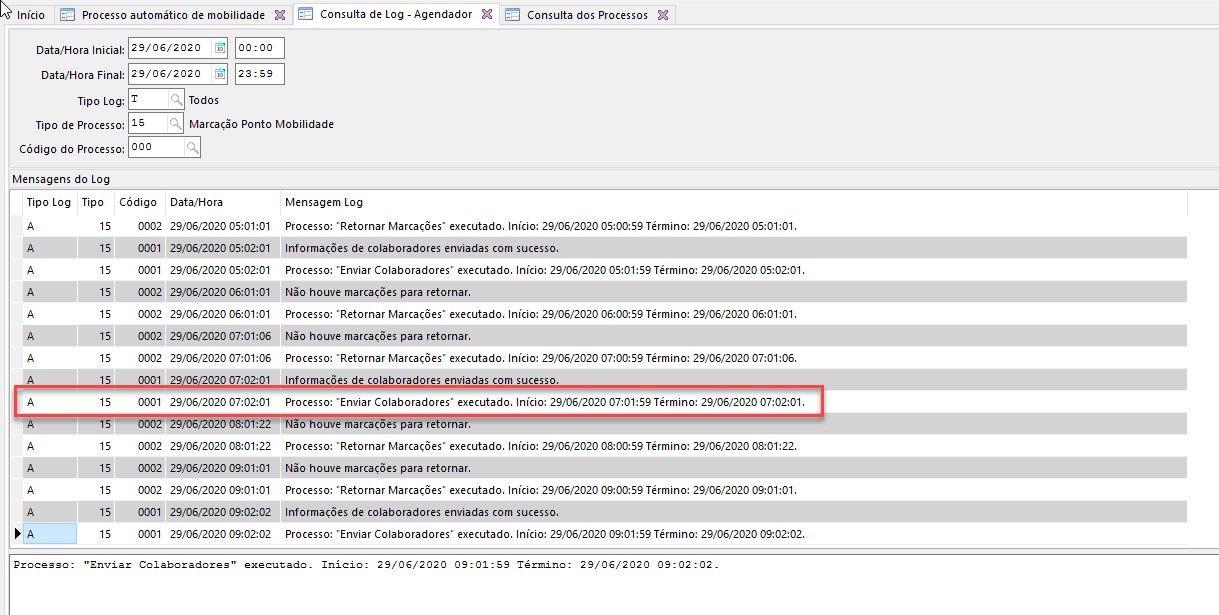 Início Processo automático de mobilidade Consulta de Log - Agendador Consulta dos Processos
Data/Hora Inicial: 29/06/2020 00:00
Data/Hora Final: 29/06/2020 23:59
Tipo Log: T Todos
Tipo de Processo: 15 Marcação Ponto Mobilidade
Código do Processo: 000
Mensagens do Log
Tipo Log Tipo Código Data/Hora Mensagem Log
A 15 0002 29/06/2020 05:01:01 Processo: "Retornar Marcações" executado. Início: 29/06/2020 05:00:59 Término: 29/06/2020 05:01:01.
A 15 0001 29/06/2020 05:02:01 Informações de colaboradores enviadas com sucesso.
A 15 0001 29/06/2020 05:02:01 Processo: "Enviar Colaboradores" executado. Início: 29/06/2020 05:01:59 Término: 29/06/2020 05:02:01.
A 15 0002 29/06/2020 06:01:01 Não houve marcações para retornar.
A 15 0002 29/06/2020 06:01:01 Processo: "Retornar Marcações" executado. Início: 29/06/2020 06:00:59 Término: 29/06/2020 06:01:01.
A 15 0002 29/06/2020 07:01:06 Não houve marcações para retornar.
A 15 0002 29/06/2020 07:01:06 Processo: "Retornar Marcações" executado. Início: 29/06/2020 07:00:59 Término: 29/06/2020 07:01:06.
A 15 0001 29/06/2020 07:02:01 Informações de colaboradores enviadas com sucesso.
A 15 0001 29/06/2020 07:02:01 Processo: "Enviar Colaboradores" executado. Início: 29/06/2020 07:01:59 Término: 29/06/2020 07:02:01.
A 15 0002 29/06/2020 08:01:22 Não houve marcações para retornar.
A 15 0002 29/06/2020 08:01:22 Processo: "Retornar Marcações" executado. Início: 29/06/2020 08:00:59 Término: 29/06/2020 08:01:22.
A 15 0002 29/06/2020 09:01:01 Não houve marcações para retornar.
A 15 0002 29/06/2020 09:01:01 Processo: "Retornar Marcações" executado. Início: 29/06/2020 09:00:59 Término: 29/06/2020 09:01:01.
A 15 0001 29/06/2020 09:02:02 Informações de colaboradores enviadas com sucesso.
A 15 0001 29/06/2020 09:02:02 Processo: "Enviar Colaboradores" executado. Início: 29/06/2020 09:01:59 Término: 29/06/2020 09:02:02.
Processo: "Enviar Colaboradores" executado. Início: 29/06/2020 09:01:59 Término: 29/06/2020 09:02:02.